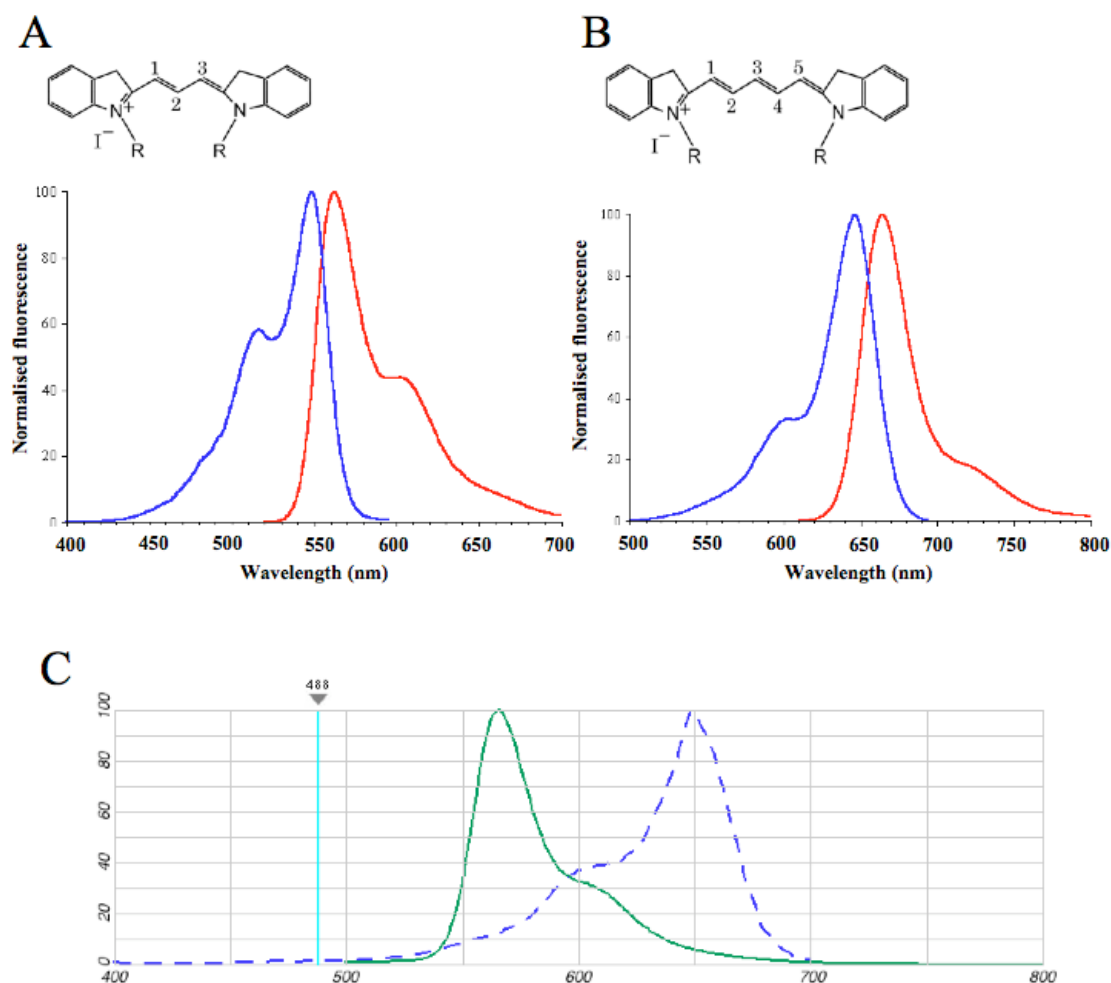 A
1 3
2
N+
N
I−
R R
100
80
60
40
20
0
Normalised fluorescence
400 450 500 550 600 650 700
Wavelength (nm)
B
1 3 5
2 4
N+
N
I−
R R
100
80
60
40
20
0
Normalised fluorescence
500 550 600 650 700 750 800
Wavelength (nm)
C
488
100
80
60
40
20
0
400 500 600 700 800